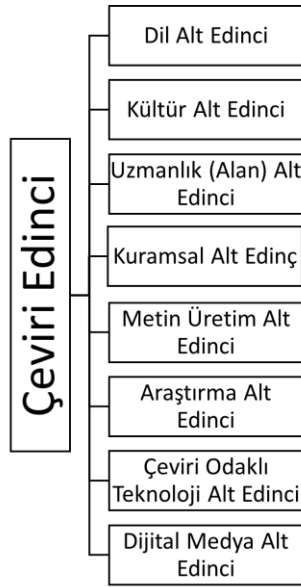 Çeviri Edinci
Dil Alt Edinci
Kültür Alt Edinci
Uzmanlık (Alan) Alt
Edinci
Kuramsal Alt Edinç
Metin Üretim Alt
Edinci
Araştırma Alt
Edinci
Çeviri Odaklı
Teknoloji Alt Edinci
Dijital Medya Alt
Edinci